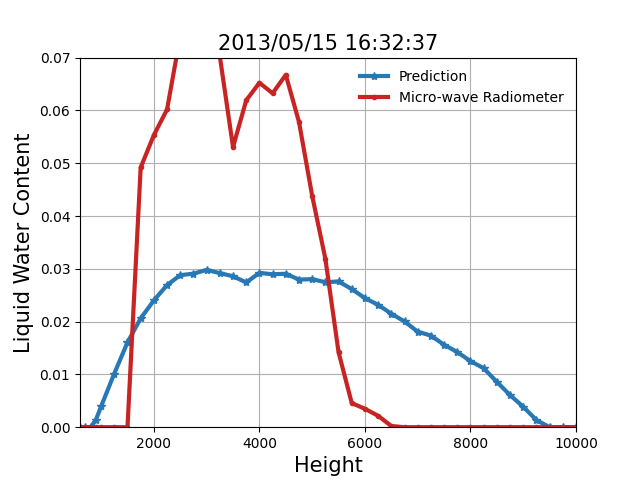 2013/05/15 16:32:37
Prediction
Micro-wave Radiometer
Liquid Water Content
0.07
0.06
0.05
0.04
0.03
0.02
0.01
0.00
2000 4000 6000 8000 10000
Height